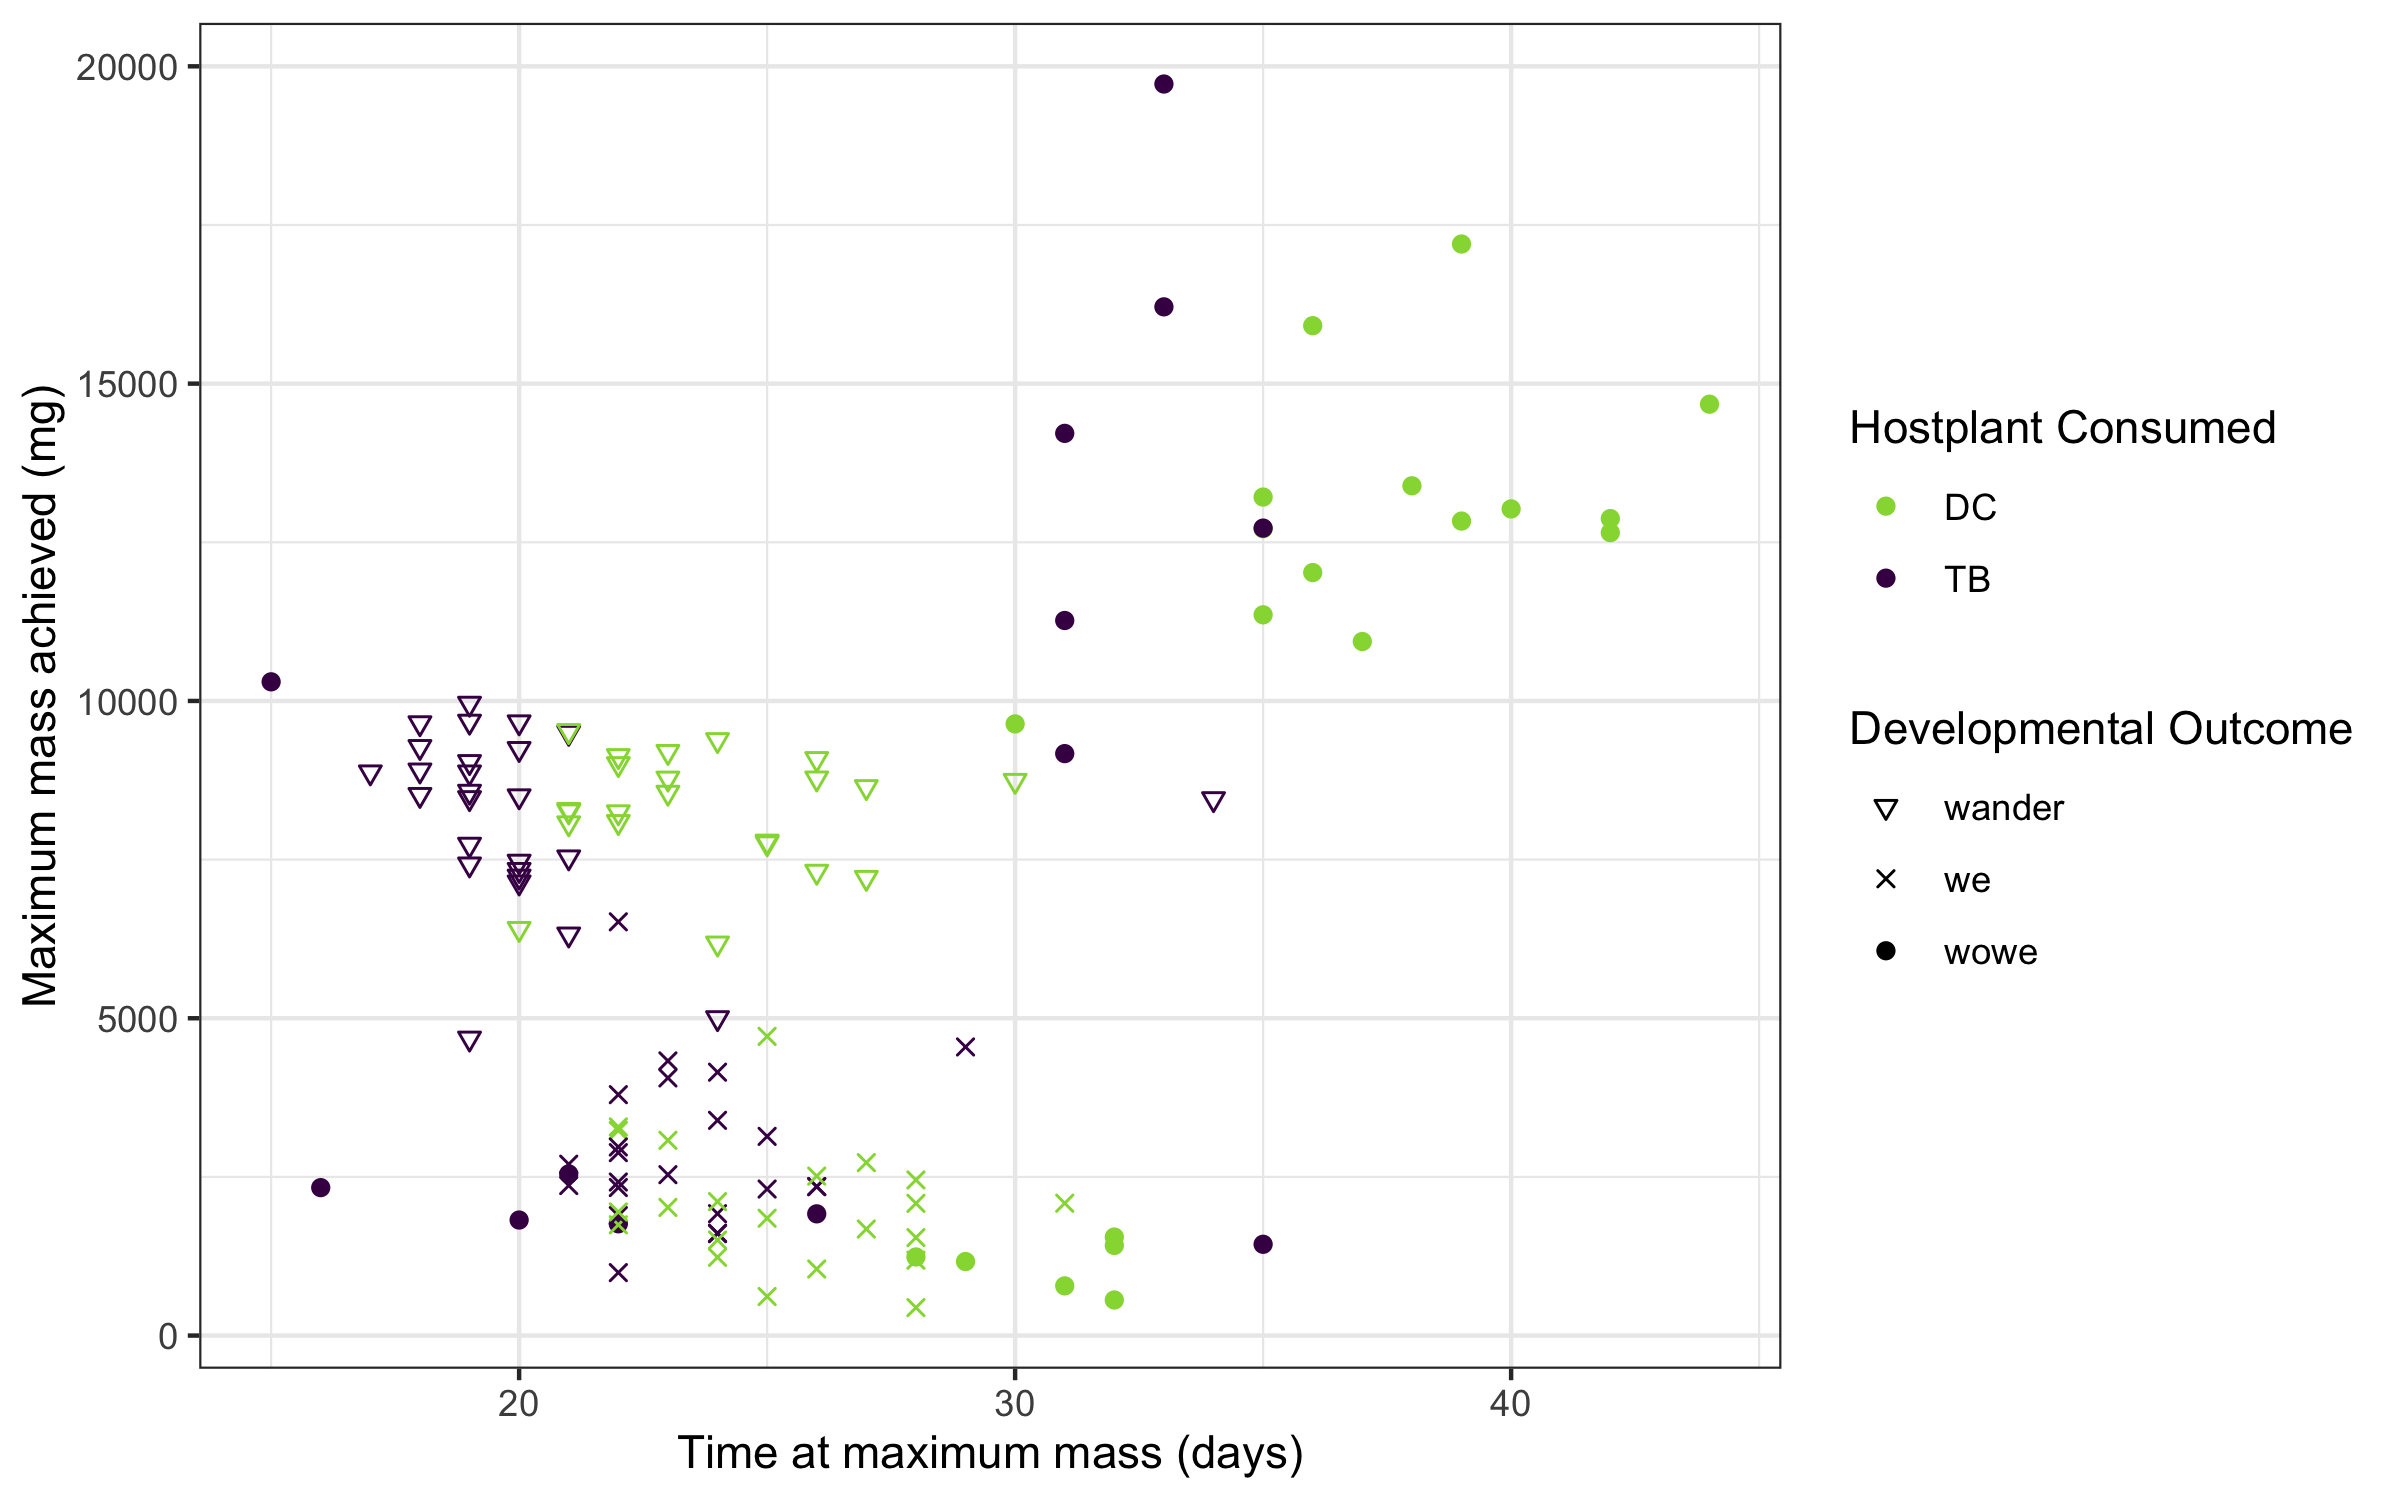 20000
15000
10000
5000
0
Maximum mass achieved (mg)
20 30 40
Time at maximum mass (days)
Hostplant Consumed
DC
TB
Developmental Outcome
wander
we
wowe